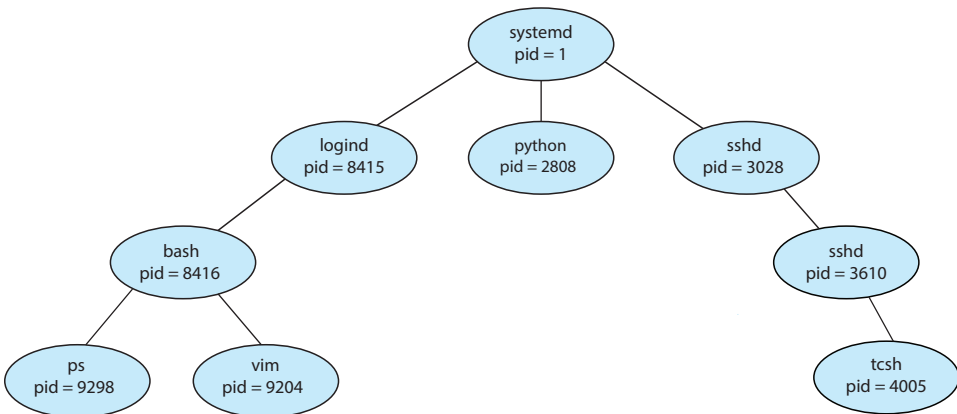 systemd
pid = 1
logind
pid = 8415
python
pid = 2808
sshd
pid = 3028
bash
pid = 8416
sshd
pid = 3610
ps
pid = 9298
vim
pid = 9204
tcsh
pid = 4005